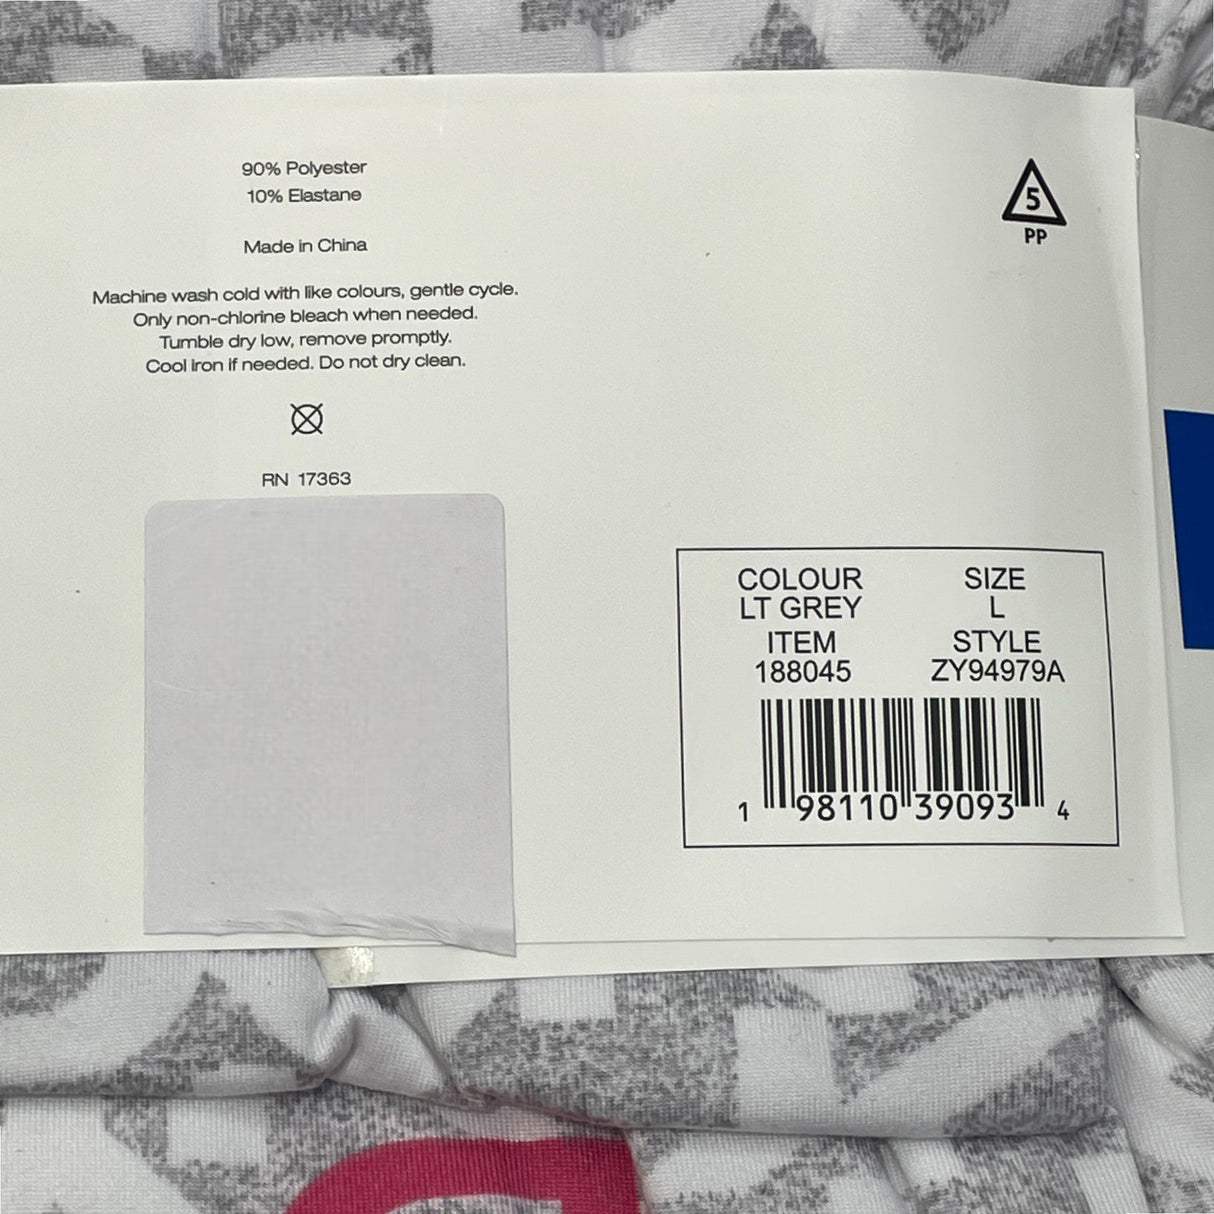 90% Polyester
10% Elastane
Made in China
Machine wash cold with like colours, gentle cycle.
Only non-chlorine bleach when needed.
Tumble dry low, remove promptly.
Cool iron if needed. Do not dry clean.
RN 17363
5
PP
COLOUR SIZE
LT GREY L
ITEM STYLE
188045 ZY94979A
1 98110 39093 4